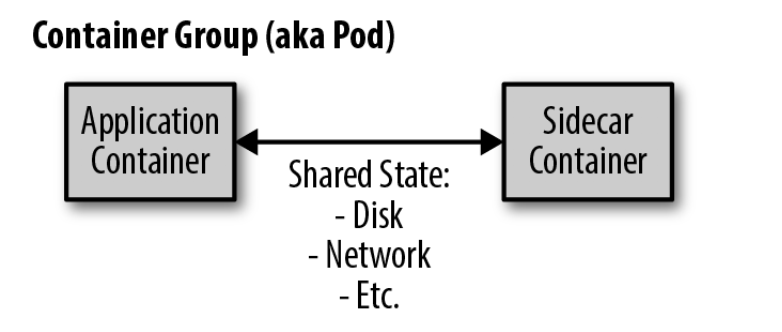 Container Group (aka Pod)
Application
Container
Shared State:
- Disk
- Network
- Etc.
Sidecar
Container